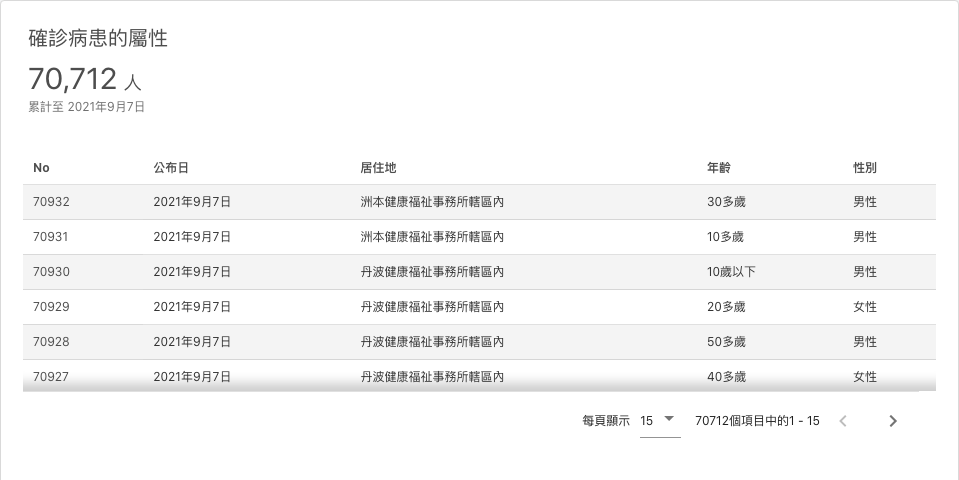 確診病患的屬性
70,712 人
累計至 2021年9月7日
No 公布日 居住地 年齢 性別
70932 2021年9月7日 洲本健康福祉事務所轄區內 30多歲 男性
70931 2021年9月7日 洲本健康福祉事務所轄區內 10多歲 男性
70930 2021年9月7日 丹波健康福祉事務所轄區內 10歲以下 男性
70929 2021年9月7日 丹波健康福祉事務所轄區內 20多歲 女性
70928 2021年9月7日 丹波健康福祉事務所轄區內 50多歲 男性
70927 2021年9月7日 丹波健康福祉事務所轄區內 40多歲 女性
每頁顯示 15 70712個項目中的1 - 15